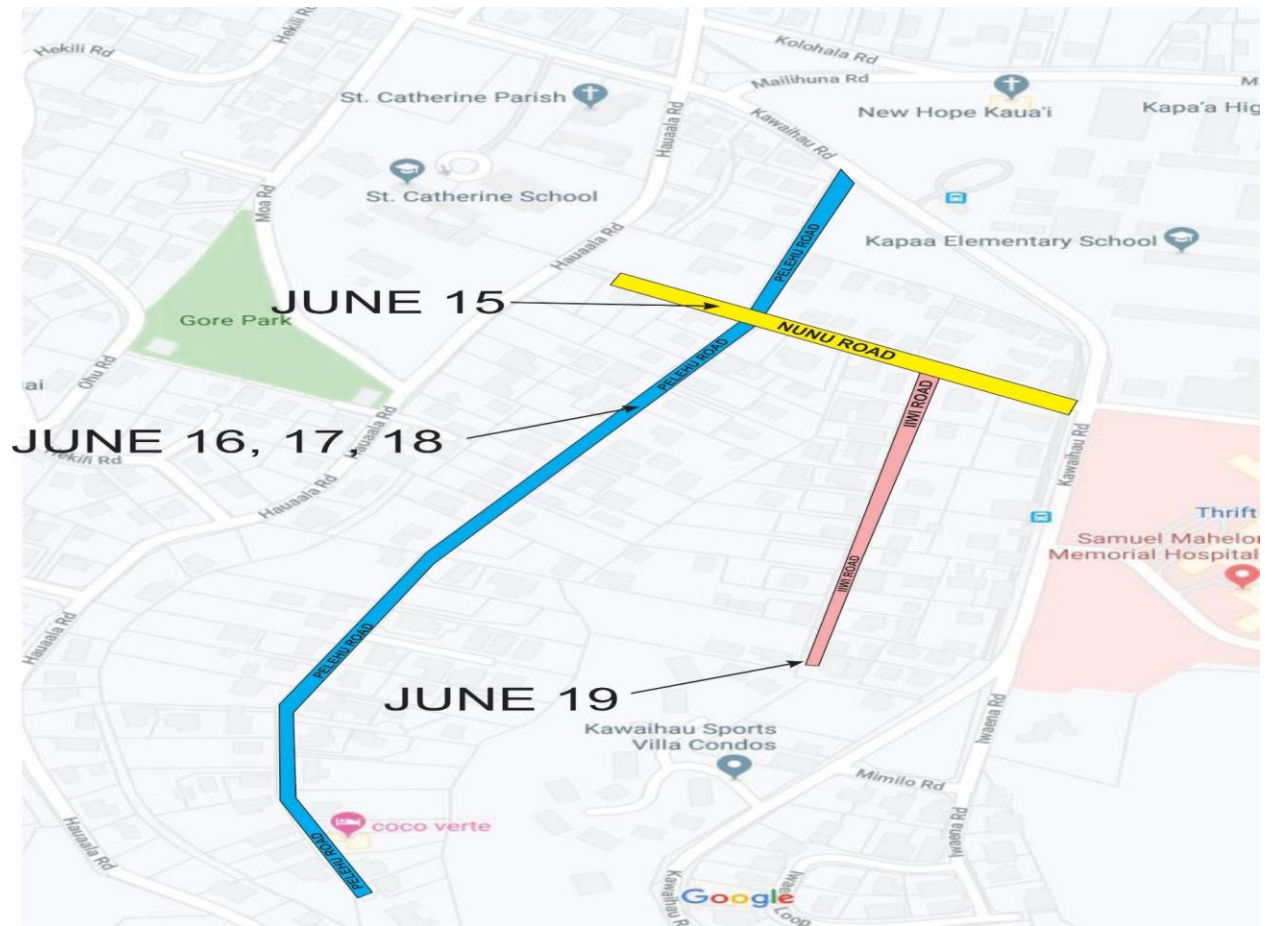 Hekili Rd
Hekili Rd
Kolohala Rd
Mailihuna Rd
St. Catherine Parish
New Hope Kaua'i
Kapa'a Hig
Hauaala Rd
Kawaihau Rd
St. Catherine School
Moa Rd
Kapaa Elementary School
Hauaala Rd
PELEHU ROAD
JUNE 15
Gore Park
NUNU ROAD
PELEHU ROAD
Ohu Rd
ai
IIWI ROAD
JUNE 16, 17, 18
Hauaala Rd
Hekili Rd
Kawaihau Rd
Hauaala Rd
Thrift
Samuel Mahelo
Memorial Hospital
IIWI ROAD
Hauaala Rd
PELEHU ROAD
JUNE 19
Kawaihau Sports
Villa Condos
Iwaena Rd
Mimilo Rd
coco verte
Hauaala Rd
PELEHU ROAD
Iwaena Rd
Kawaihau R
Google
Iwae
Loop